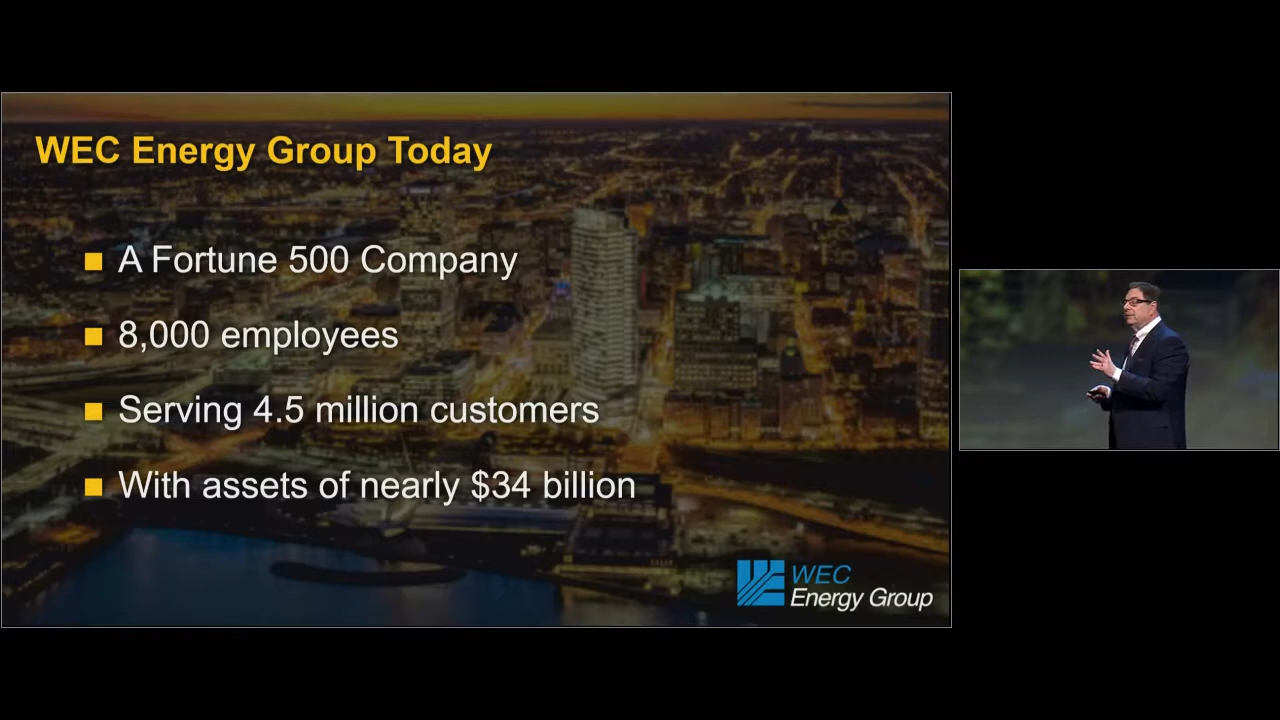 WEC Energy Group Today
A Fortune 500 Company
8,000 employees
Serving 4.5 million customers
With assets of nearly $34 billion
WEC
Energy Group